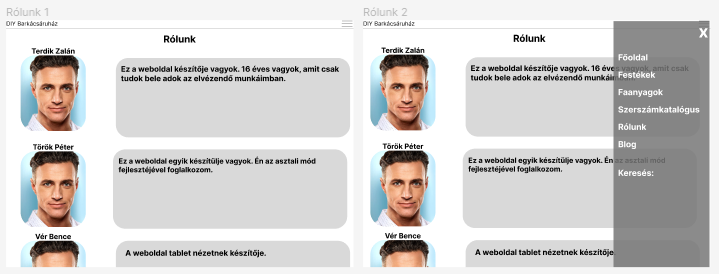 Rólunk 1
DIY Barkácsáruház
Rólunk
Terdik Zalán
Ez a weboldal készítője vagyok. 16 éves vagyok, amit csak
tudok bele adok az elvézendő munkáimban.
Török Péter
Ez a weboldal egyik készítülje vagyok. Én az asztali mód
fejlesztéjével foglalkozom.
Vér Bence
A weboldal tablet nézetnek készítője.
Rólunk 2
DIY Barkácsáruház
Rólunk
X
Terdik Zalán
Ez a weboldal készítője vagyok. 16 éves vagyok, amit csak
tudok bele adok az elvézendő munkáim
Török Péter
Ez a weboldal egyik készítülje vagyok. Én az asztali mód
fejlesztéjével foglalkozom.
Vér Bence
A weboldal tablet nézetnek készítője
Főoldal
Festékek
Faanyagok
Szerszámkatalógus
Rólunk
Blog
Keresés: